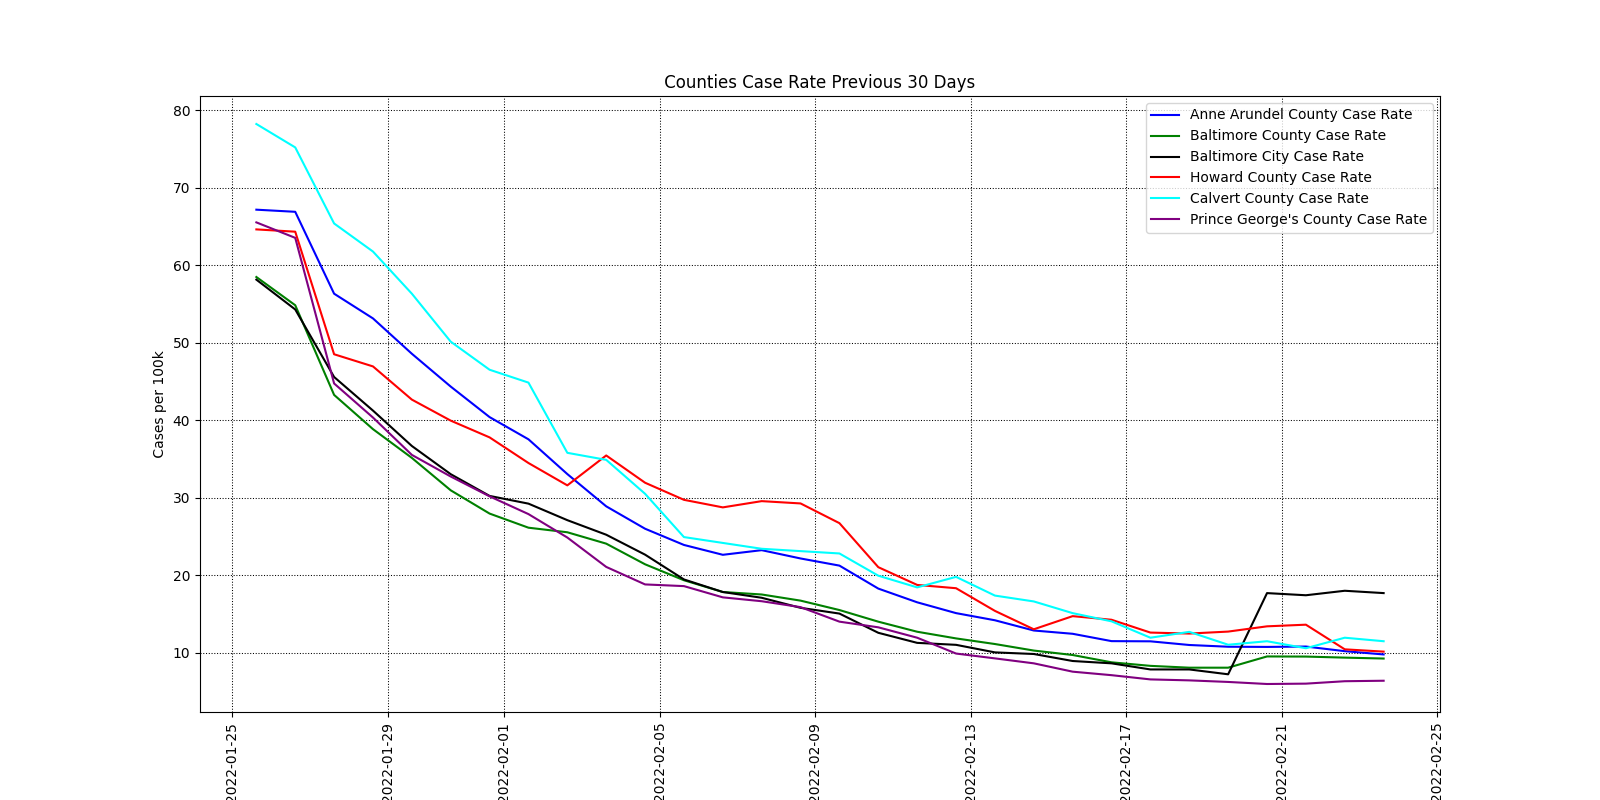 Counties Case Rate Previous 30 Days
Cases per 100k
80
70
60
50
40
30
20
10
Anne Arundel County Case Rate
Baltimore County Case Rate
Baltimore City Case Rate
Howard County Case Rate
Calvert County Case Rate
Prince George's County Case Rate
2022-01-25
2022-01-29
2022-02-01
2022-02-05
2022-02-09
2022-02-13
2022-02-17
2022-02-21
2022-02-25